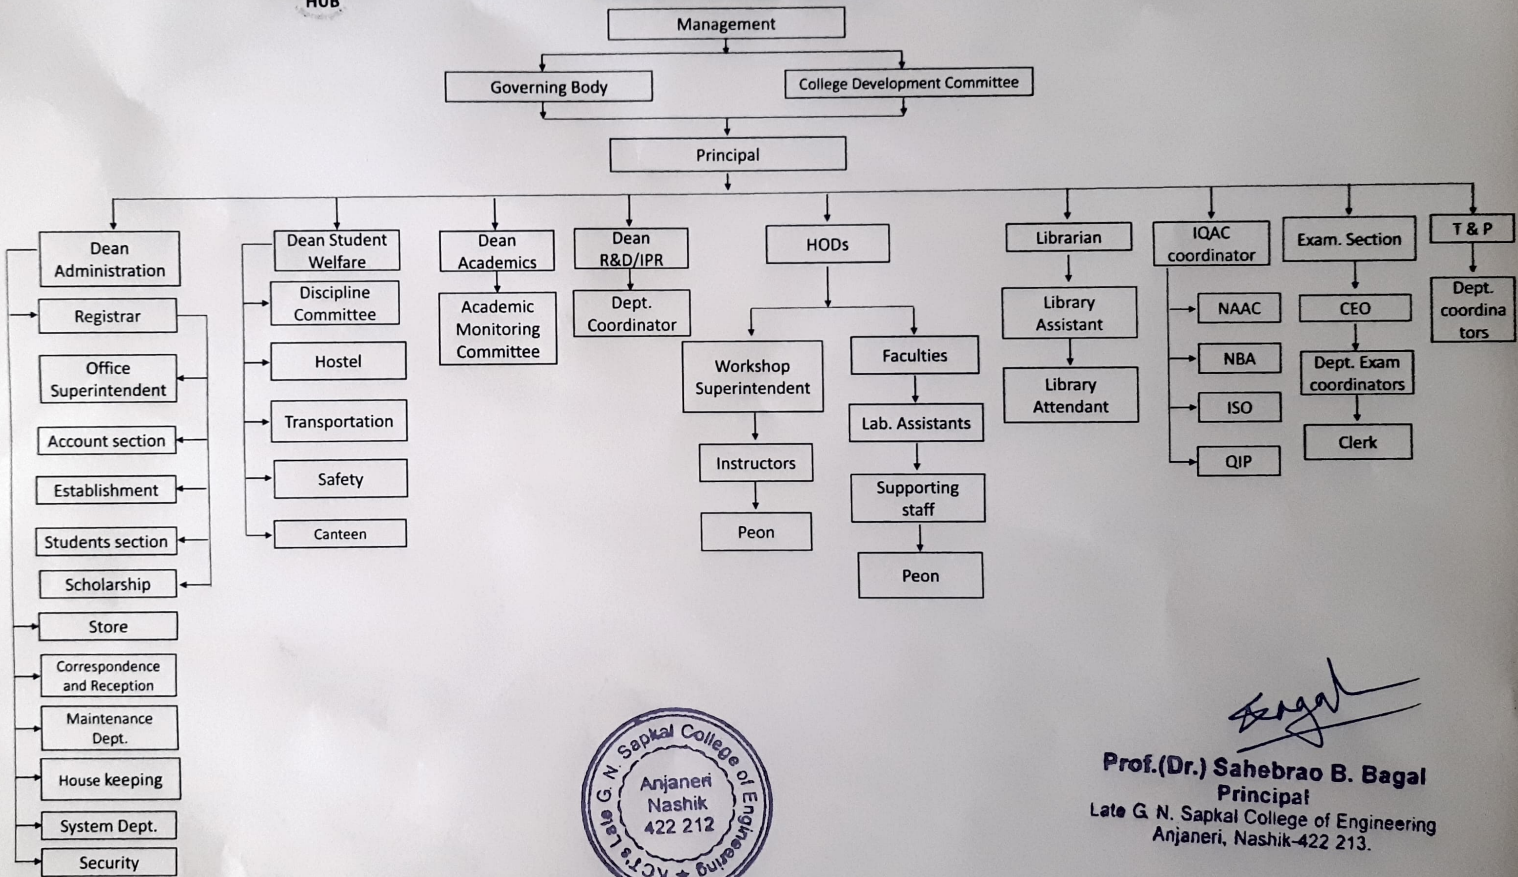 HUB
Management
Governing Body
College Development Committee
Principal
Dean
Administration
Registrar
Office
Superintendent
Account section
Establishment
Students section
Scholarship
Store
Correspondence
and Reception
Maintenance
Dept.
House keeping
System Dept.
Security
Dean Student
Welfare
Discipline
Committee
Hostel
Transportation
Safety
Canteen
Dean
Academics
Academic
Monitoring
Committee
Dean
R&D/IPR
Dept.
Coordinator
HODs
Workshop
Superintendent
Instructors
Peon
Faculties
Lab. Assistants
Supporting
staff
Peon
Librarian
Library
Assistant
Library
Attendant
IQAC
coordinator
NAAC
NBA
ISO
QIP
Exam. Section
CEO
Dept. Exam
coordinators
Clerk
T & P
Dept.
coordina
tors
KCT's Late G. N. Sapkal College of Engineering ★
Anjaneri
Nashik
422 212
Bagal
Prof.(Dr.) Sahebrao B. Bagal
Principal
Late G. N. Sapkal College of Engineering
Anjaneri, Nashik-422 213.